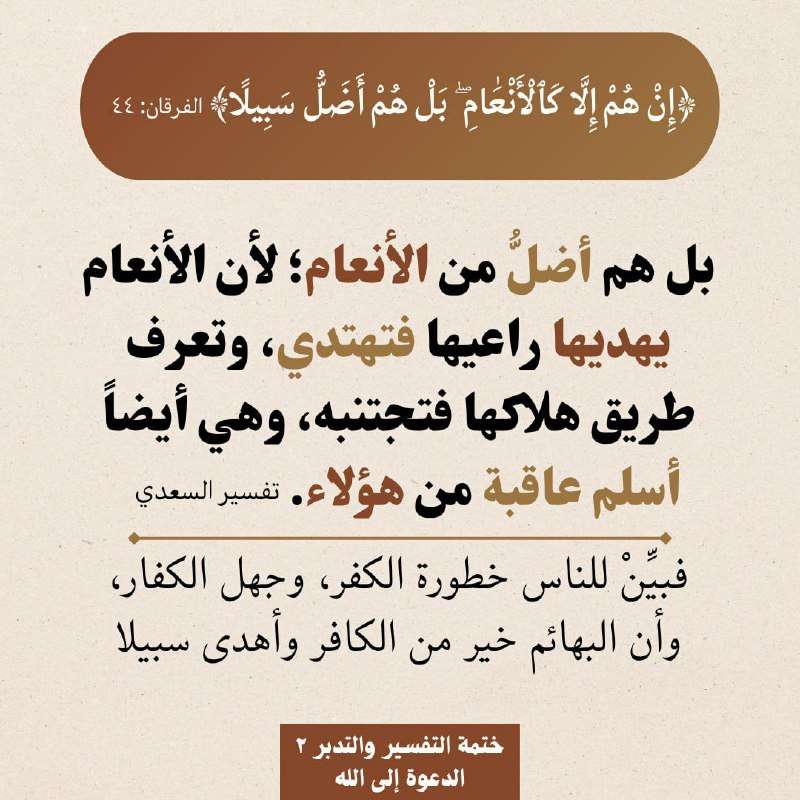 ﴿إِنْ هُمْ إِلَّا كَٱلْأَنْعَٰمِ ۖ بَلْ هُمْ أَضَلُّ سَبِيلًا﴾ الفرقان: ٤٤
بل هم أضلُّ من الأنعام؛ لأن الأنعام
يهديها راعيها فتهتدي، وتعرف
طريق هلاكها فتجتنبه، وهي أيضاً
أسلم عاقبة من هؤلاء. تفسير السعدي
فبيِّنْ للناس خطورة الكفر، وجهل الكفار،
وأن البهائم خير من الكافر وأهدى سبيلا
ختمة التفسير والتدبر ٢
الدعوة إلى الله